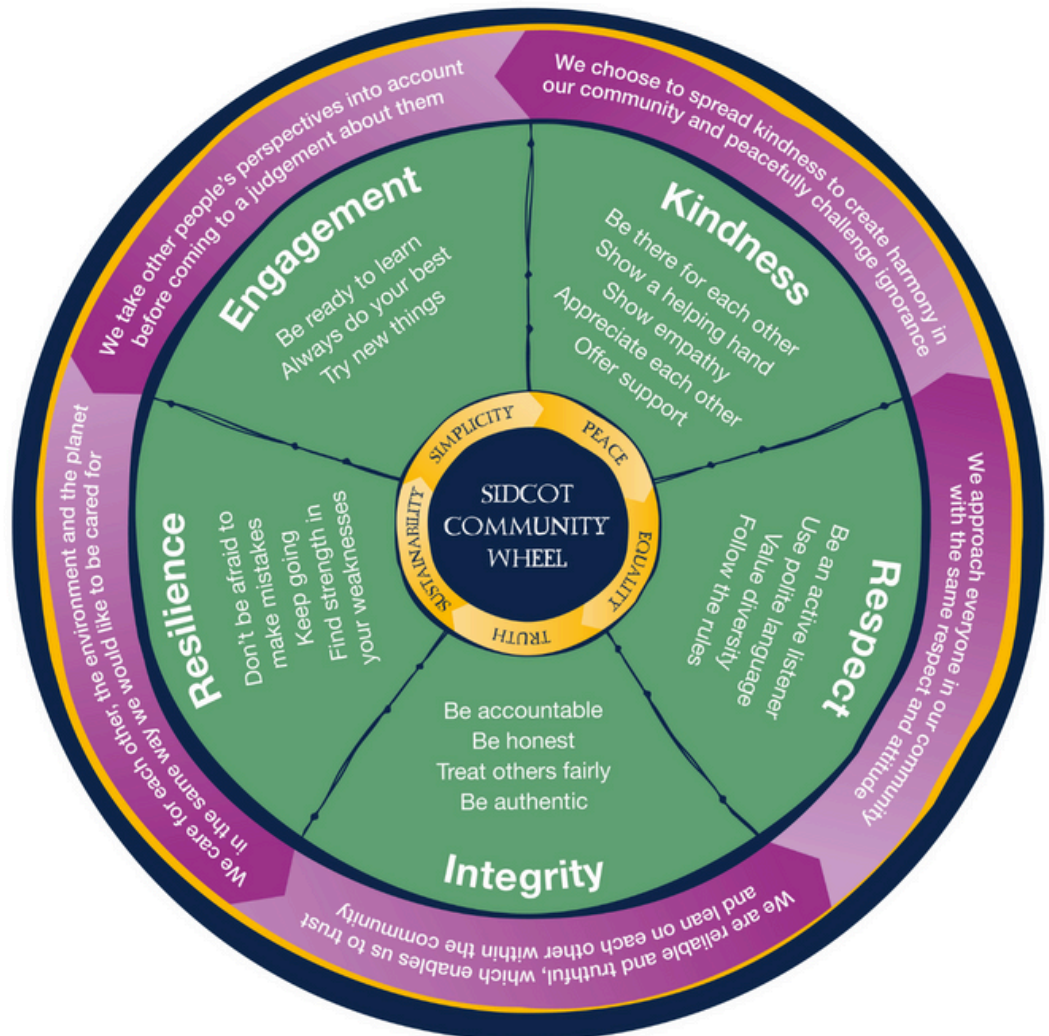 SIDCOT
COMMUNITY
WHEEL
SIMPLICITY
PEACE
EQUALITY
TRUTH
SUSTAINABILITY
Kindness
Be there for each other
Show a helping hand
Show empathy
Appreciate each other
Offer support
We choose to spread kindness to create harmony in
our community and peacefully challenge ignorance
Respect
Be an active listener
Use polite language
Value diversity
Follow the rules
We approach everyone in our community
with the same respect and attitude
Be accountable
Be honest
Treat others fairly
Be authentic
Integrity
We are reliable and truthful, which enables us to trust
and lean on each other within the community
Resilience
Don't be afraid to
make mistakes
Keep going
Find strength in
your weaknesses
We care for each other, the environment and the planet
in the same way we would like to be cared for
Engagement
Be ready to learn
Always do your best
Try new things
We take other people's perspectives into account
before coming to a judgement about them